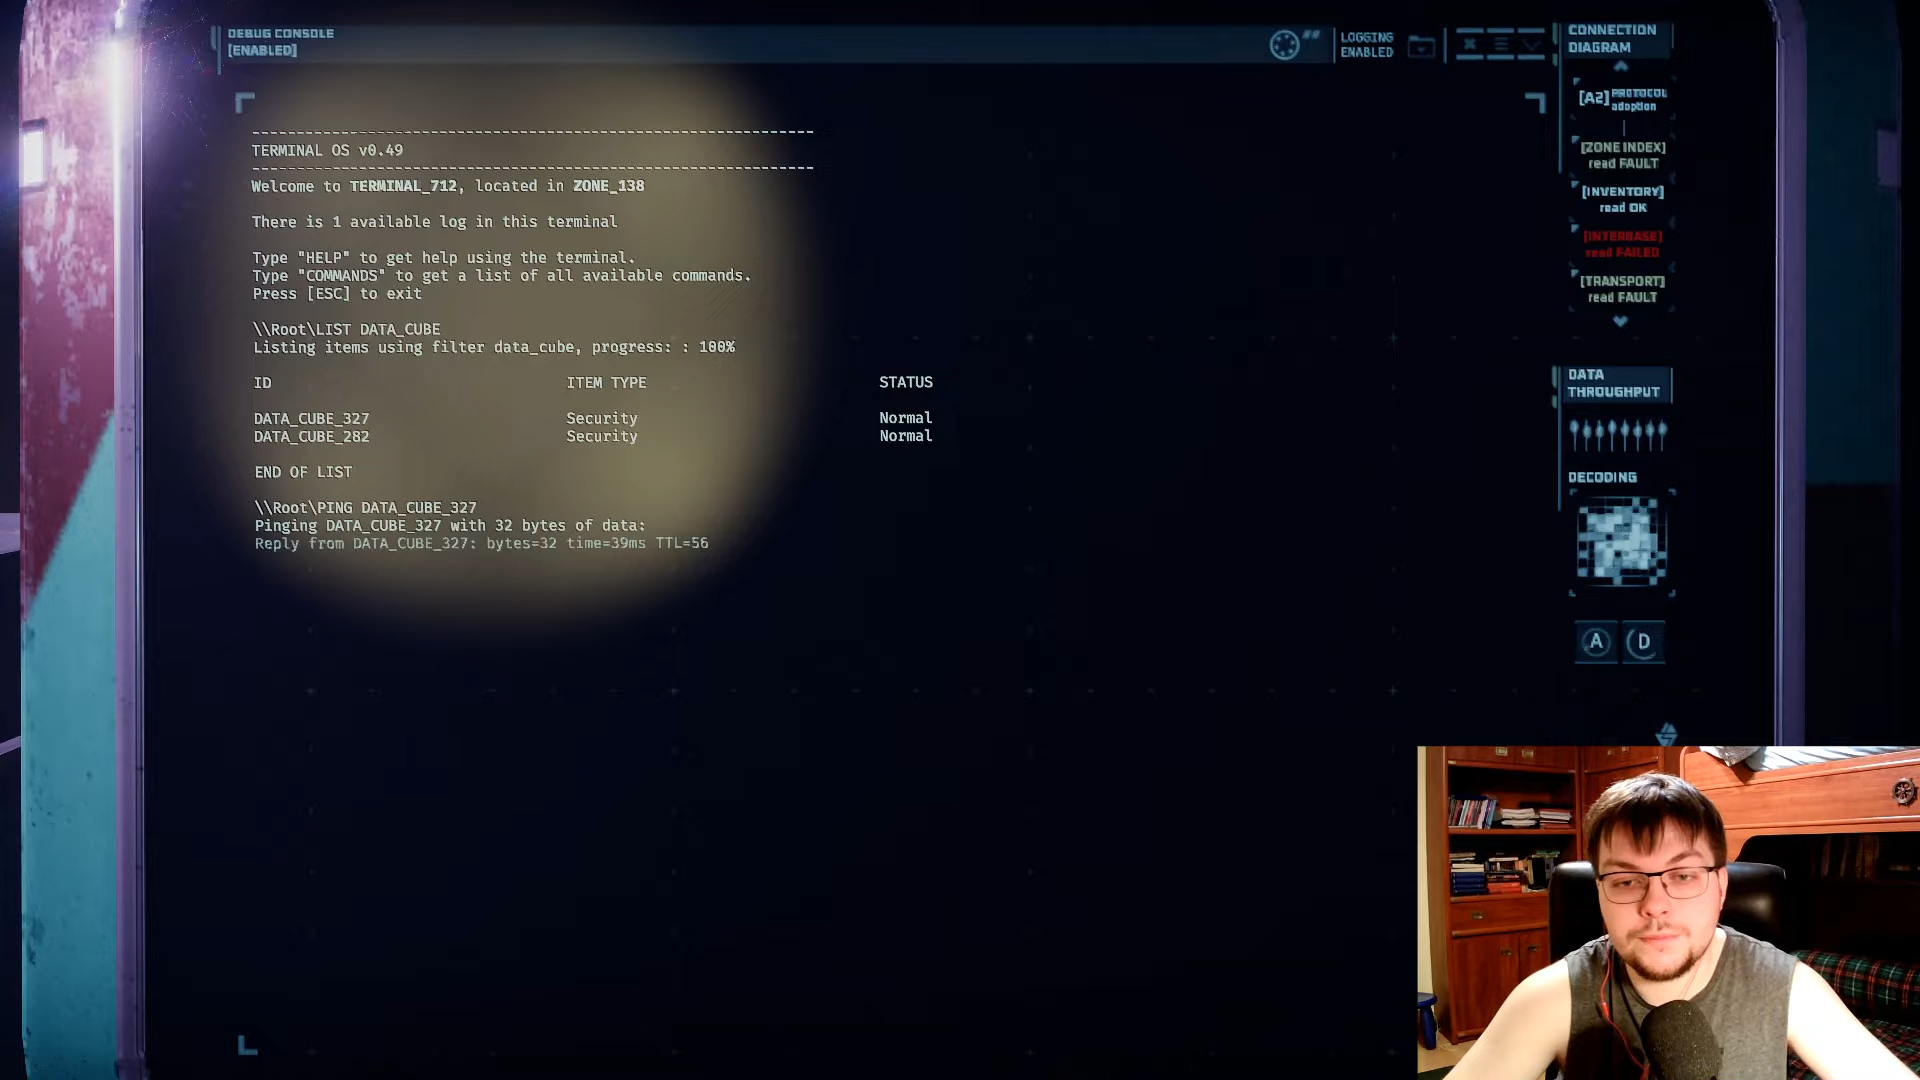 DEBUG CONSOLE
[ENABLED]
LOGGING
ENABLED
--------------------------------------------------------------
TERMINAL OS v0.49
--------------------------------------------------------------
Welcome to TERMINAL_712, located in ZONE_138
There is 1 available log in this terminal
Type "HELP" to get help using the terminal.
Type "COMMANDS" to get a list of all available commands.
Press [ESC] to exit
\\Root\LIST DATA_CUBE
Listing items using filter data_cube, progress: : 100%
ID ITEM TYPE STATUS
DATA_CUBE_327 Security Normal
DATA_CUBE_282 Security Normal
END OF LIST
\\Root\PING DATA_CUBE_327
Pinging DATA_CUBE_327 with 32 bytes of data:
Reply from DATA_CUBE_327: bytes=32 time=39ms TTL=56
CONNECTION
DIAGRAM
[A2] PROTOCOL
adoption
[ZONE INDEX]
read FAULT
[INVENTORY]
read OK
[INTERBASE]
read FAILED
[TRANSPORT]
read FAULT
DATA
THROUGHPUT
DECODING
A D